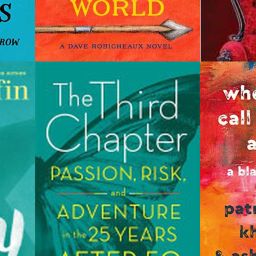 S
ROW
WORLD
A DAVE ROBICHEAUX NOVEL
fin
y
The Third
Chapter
PASSION, RISK,
and
ADVENTURE
in the 25 YEARS
AFTER 50
whe
call
a
a bla
patr
kh